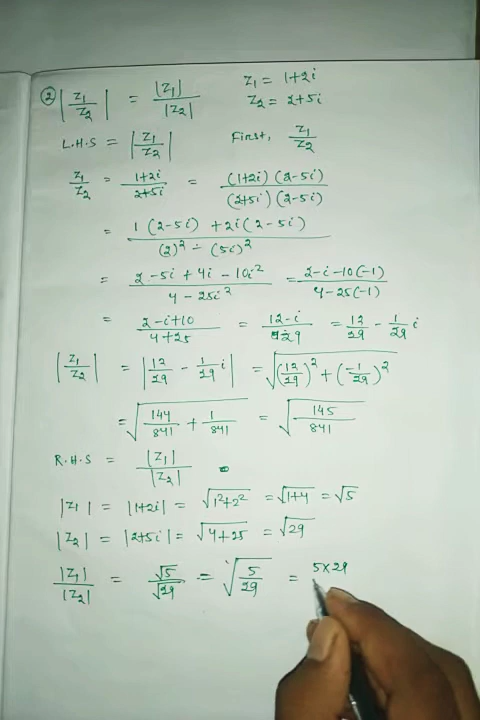 ② |z₁/z₂| = |z₁|/|z₂| z₁ = 1+2i
z₂ = 2+5i
L.H.S = |z₁/z₂| First, z₁/z₂
z₁/z₂ = (1+2i)/(2+5i) = (1+2i)(2-5i)/(2+5i)(2-5i)
= 1(2-5i) + 2i(2-5i)/(2)² - (5i)²
= 2-5i+4i-10i²/4-25i² = 2-i-10(-1)/4-25(-1)
= 2-i+10/4+25 = 12-i/29 = 12/29 - 1/29 i
|z₁/z₂| = |12/29 - 1/29 i| = √(12/29)² + (-1/29)²
= √144/841 + 1/841 = √145/841
R.H.S = |z₁|/|z₂|
|z₁| = |1+2i| = √1²+2² = √1+4 = √5
|z₂| = |2+5i| = √4+25 = √29
|z₁|/|z₂| = √5/√29 = √5/29 = 5×29